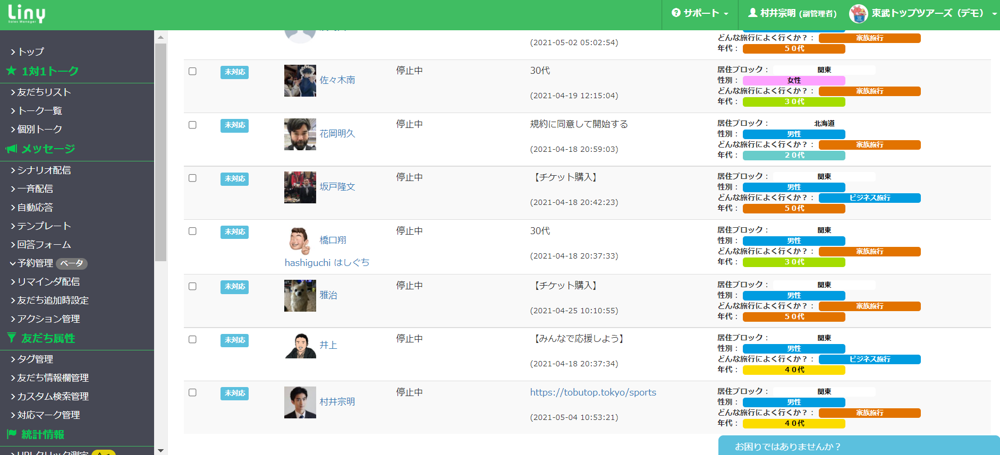 Liny
Sales Manager
サポート
村井宗明 (副管理者)
東武トップツアーズ（デモ）
トップ
1対1トーク
友だちリスト
トーク一覧
個別トーク
メッセージ
シナリオ配信
一斉配信
自動応答
テンプレート
回答フォーム
予約管理 ベータ
リマインダ配信
友だち追加時設定
アクション管理
友だち属性
タグ管理
友だち情報欄管理
カスタム検索管理
対応マーク管理
統計情報
URLクリック測定
(2021-05-02 05:02:54)
どんな旅行によく行くか？： 家族旅行
年代： ５０代
未対応
佐々木南
停止中
30代
(2021-04-19 12:15:04)
居住ブロック： 関東
性別： 女性
どんな旅行によく行くか？： 家族旅行
年代： ３０代
未対応
花岡明久
停止中
規約に同意して開始する
(2021-04-18 20:59:03)
居住ブロック： 北海道
性別： 男性
どんな旅行によく行くか？： 家族旅行
年代： ２０代
未対応
坂戸隆文
停止中
【チケット購入】
(2021-04-18 20:42:23)
居住ブロック： 関東
性別： 男性
どんな旅行によく行くか？： ビジネス旅行
年代： ５０代
未対応
橋口翔
hashiguchi はしぐち
停止中
30代
(2021-04-18 20:37:33)
居住ブロック： 関東
性別： 男性
どんな旅行によく行くか？： 家族旅行
年代： ３０代
未対応
雅治
停止中
【チケット購入】
(2021-04-25 10:10:55)
居住ブロック： 関東
性別： 男性
どんな旅行によく行くか？： 家族旅行
年代： ５０代
未対応
井上
停止中
【みんなで応援しよう】
(2021-04-18 20:37:34)
居住ブロック： 関東
性別： 男性
どんな旅行によく行くか？： ビジネス旅行
年代： ４０代
未対応
村井宗明
停止中
https://tobutop.tokyo/sports
(2021-05-04 10:53:21)
居住ブロック： 関東
性別： 男性
どんな旅行によく行くか？： 家族旅行
年代： ４０代
お困りではありませんか？